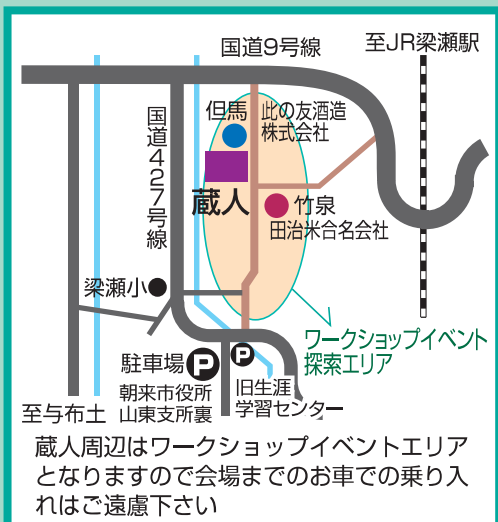 国道9号線
至JR梁瀬駅
国道427号線
但馬
此の友酒造
株式会社
蔵人
竹泉
田治米合名会社
梁瀬小
ワークショップイベント
探索エリア
駐車場
P
P
朝来市役所
山東支所裏
旧生涯
学習センター
至与布土
蔵人周辺はワークショップイベントエリア
となりますので会場までのお車での乗り入
れはご遠慮下さい